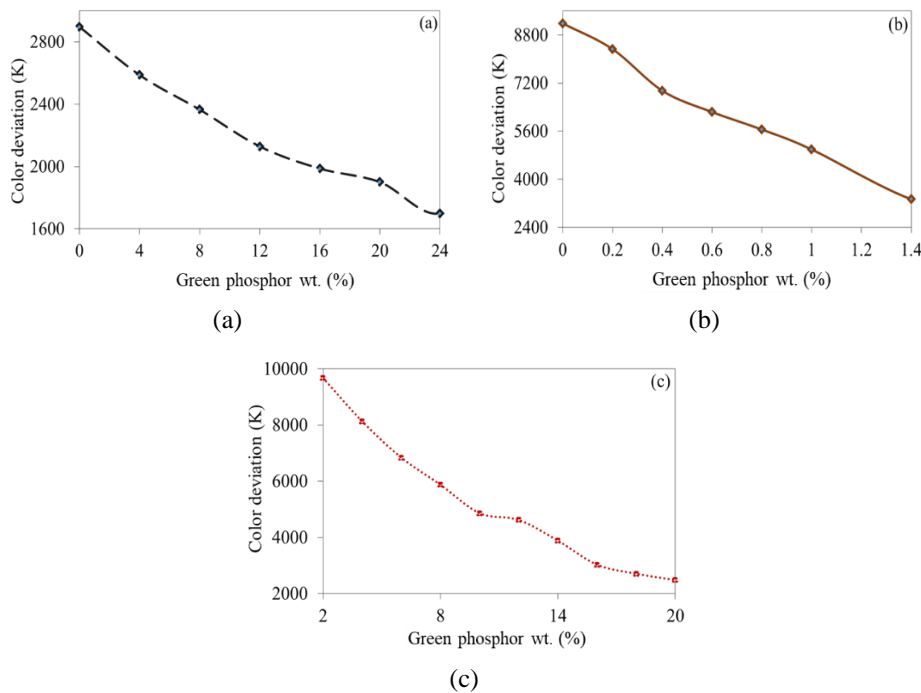 (a)
2800
2400
2000
1600
Color deviation (K)
0 4 8 12 16 20 24
Green phosphor wt. (%)
(a)
(b)
8800
7200
5600
4000
2400
Color deviation (K)
0 0.2 0.4 0.6 0.8 1 1.4
Green phosphor wt. (%)
(b)
(c)
10000
8000
6000
4000
2000
Color deviation (K)
2 8 14 20
Green phosphor wt. (%)
(c)